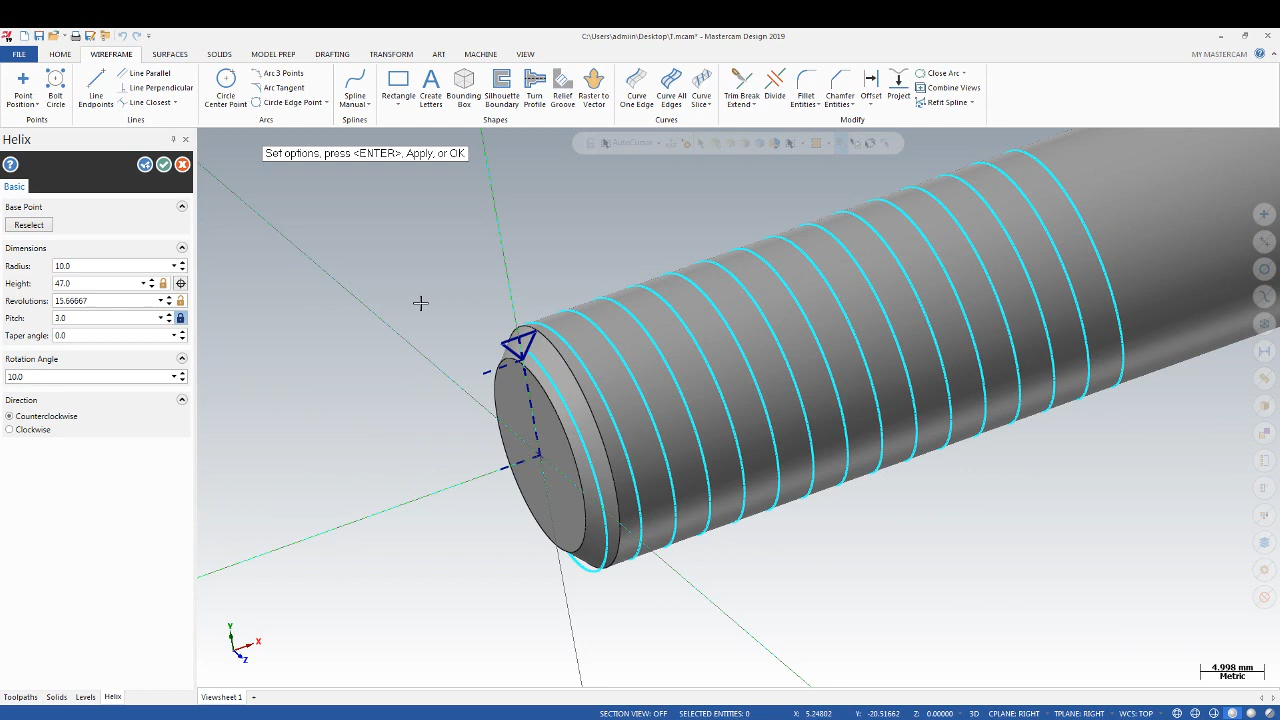 C:\Users\admiin\Desktop\T.mcam* - Mastercam Design 2019
FILE HOME WIREFRAME SURFACES SOLIDS MODEL PREP DRAFTING TRANSFORM ART MACHINE VIEW MY MASTERCAM
Point Position
Bolt Circle
Points
Line Endpoints
Line Parallel
Line Perpendicular
Line Closest
Lines
Circle Center Point
Arc 3 Points
Arc Tangent
Circle Edge Point
Arcs
Spline Manual
Splines
Rectangle
Create Letters
Bounding Box
Silhouette Boundary
Turn Profile
Relief Groove
Raster to Vector
Shapes
Curve One Edge
Curve All Edges
Curve Slice
Curves
Trim Break Extend
Divide
Fillet Entities
Chamfer Entities
Offset
Project
Close Arc
Combine Views
Refit Spline
Modify
Helix
Basic
Base Point
Reselect
Dimensions
Radius: 10.0
Height: 47.0
Revolutions: 15.66667
Pitch: 3.0
Taper angle: 0.0
Rotation Angle
10.0
Direction
Counterclockwise
Clockwise
Set options, press <ENTER>, Apply, or OK
AutoCursor
Y
X
Z
4.998 mm
Metric
Toolpaths Solids Levels Helix
Viewsheet 1 +
SECTION VIEW: OFF SELECTED ENTITIES: 0 X: 5.24802 Y: -20.51662 Z: 0.00000 3D CPLANE: RIGHT TPLANE: RIGHT WCS: TOP